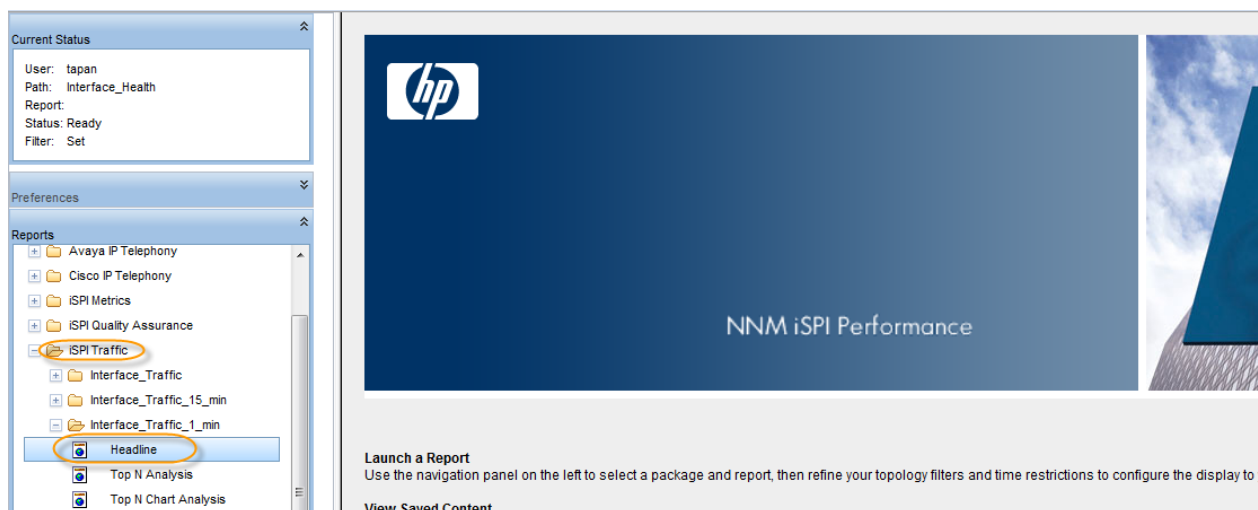 Current Status
User: tapan
Path: Interface_Health
Report:
Status: Ready
Filter: Set
Preferences
Reports
Avaya IP Telephony
Cisco IP Telephony
iSPI Metrics
iSPI Quality Assurance
iSPI Traffic
Interface_Traffic
Interface_Traffic_15_min
Interface_Traffic_1_min
Headline
Top N Analysis
Top N Chart Analysis
hp
NNM iSPI Performance
Launch a Report
Use the navigation panel on the left to select a package and report, then refine your topology filters and time restrictions to configure the display to
View Saved Content